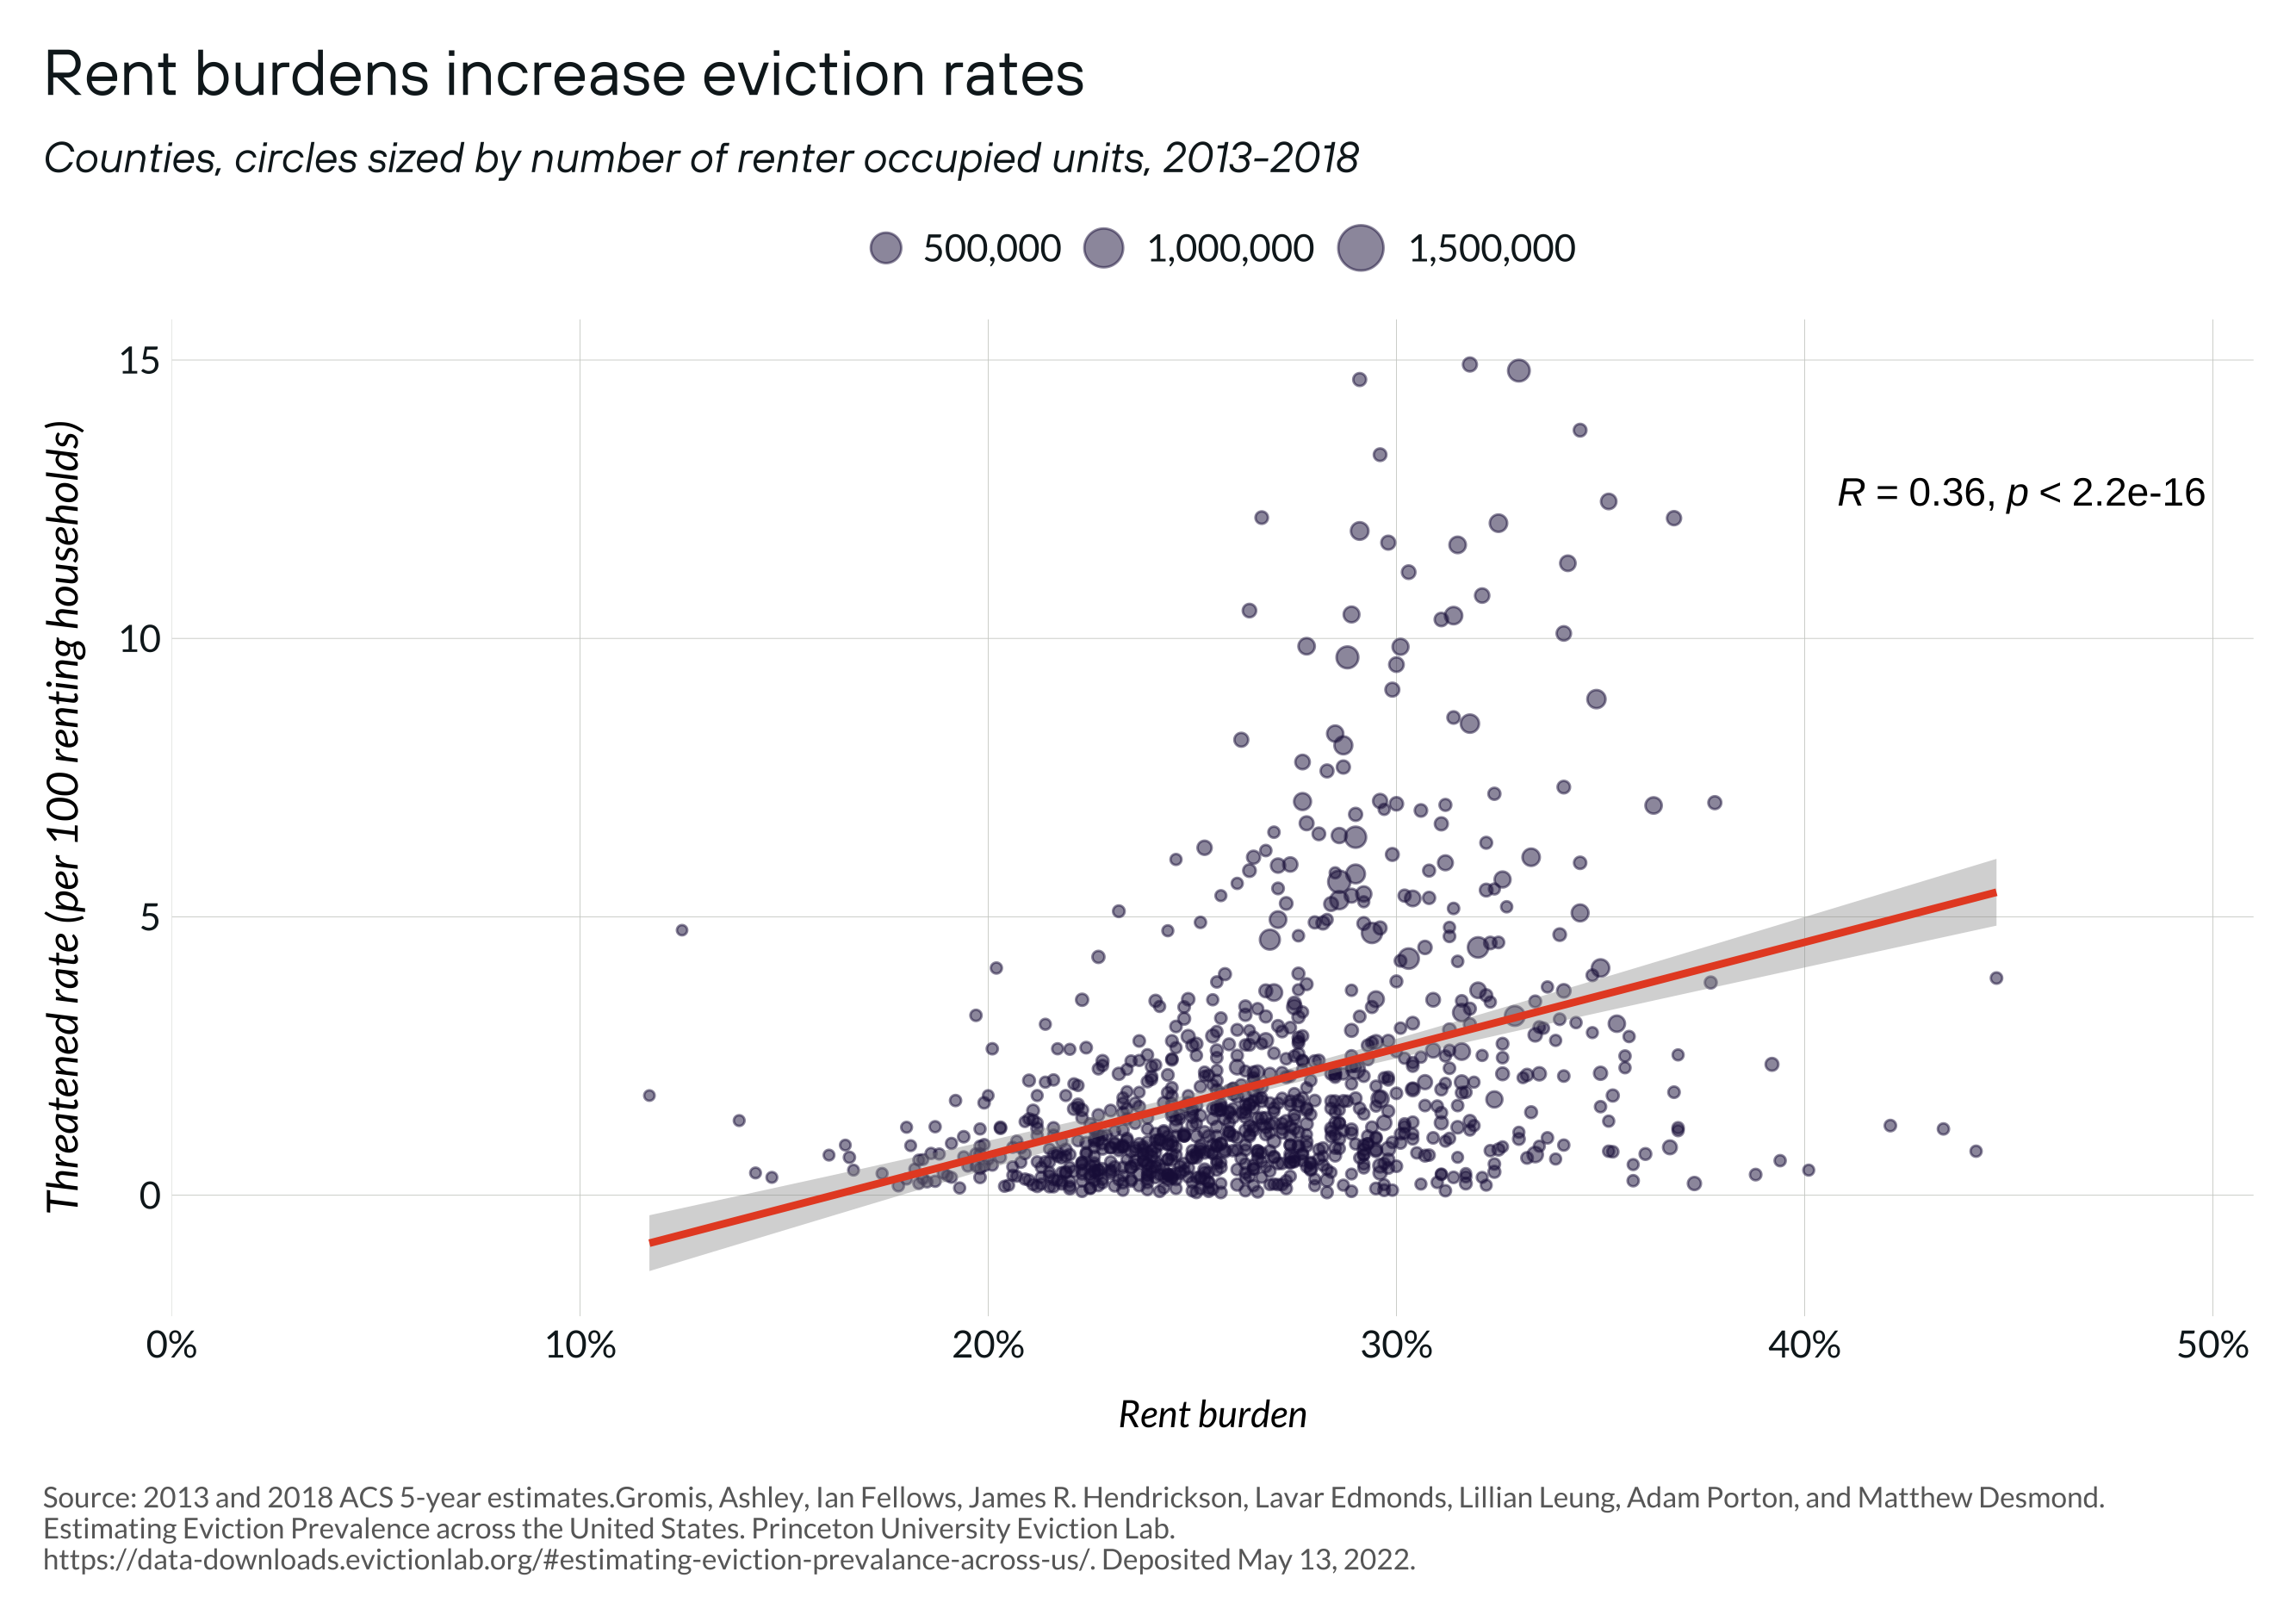 Rent burdens increase eviction rates
Counties, circles sized by number of renter occupied units, 2013-2018
500,000 1,000,000 1,500,000
Threatened rate (per 100 renting households)
15
10
5
0
R = 0.36, p < 2.2e-16
0% 10% 20% 30% 40% 50%
Rent burden
Source: 2013 and 2018 ACS 5-year estimates.Gromis, Ashley, Ian Fellows, James R. Hendrickson, Lavar Edmonds, Lillian Leung, Adam Porton, and Matthew Desmond.
Estimating Eviction Prevalence across the United States. Princeton University Eviction Lab.
https://data-downloads.evictionlab.org/#estimating-eviction-prevalance-across-us/. Deposited May 13, 2022.